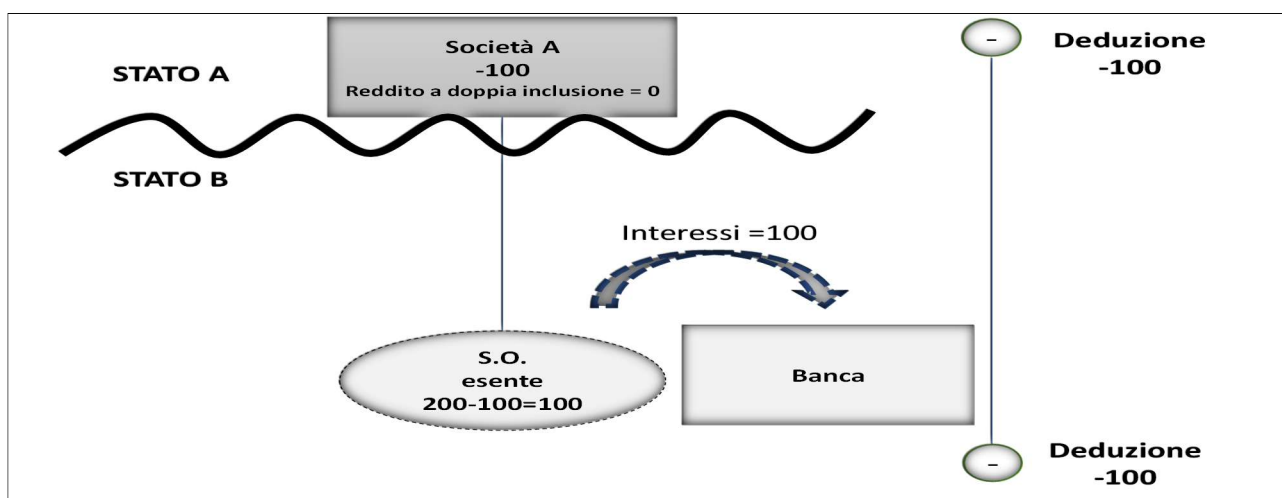 Società A
-100
Reddito a doppia inclusione = 0
STATO A
STATO B
Interessi =100
S.O.
esente
200-100=100
Banca
–
Deduzione
-100
–
Deduzione
-100